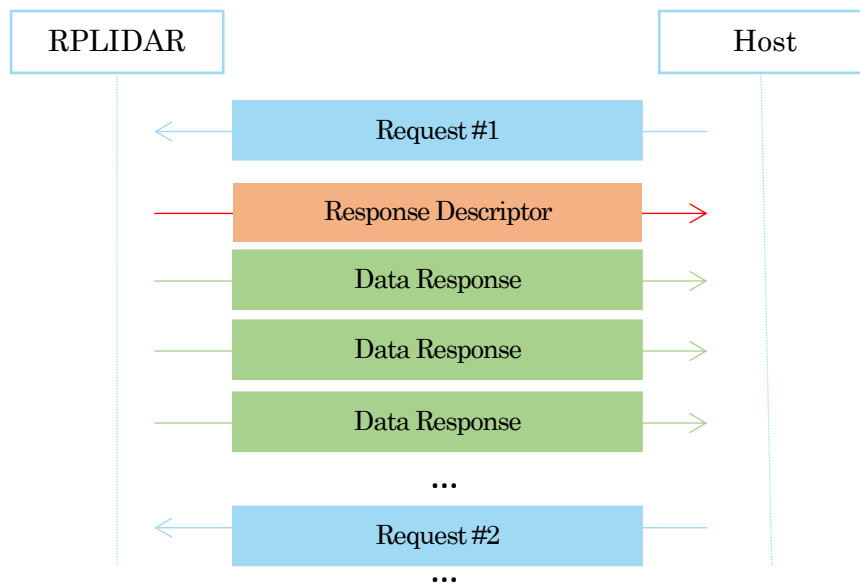 RPLIDAR
Host
Request #1
Response Descriptor
Data Response
Data Response
Data Response
...
Request #2
...